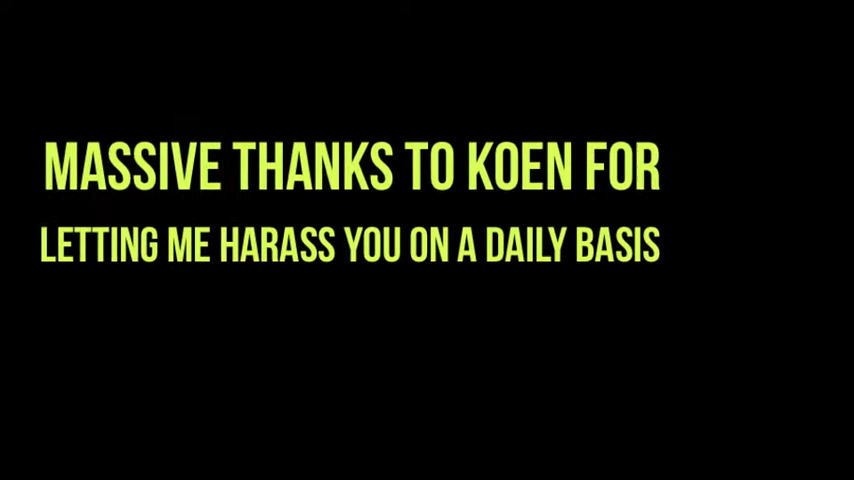 MASSIVE THANKS TO KOEN FOR
LETTING ME HARASS YOU ON A DAILY BASIS